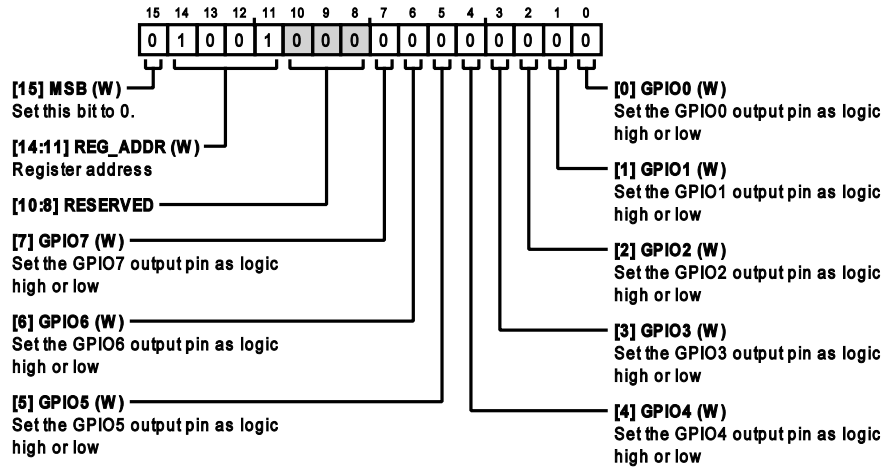 15 14 13 12 11 10 9 8 7 6 5 4 3 2 1 0
0 1 0 0 1 0 0 0 0 0 0 0 0 0 0 0
[15] MSB (W)
Set this bit to 0.
[14:11] REG_ADDR (W)
Register address
[10:8] RESERVED
[7] GPIO7 (W)
Set the GPIO7 output pin as logic
high or low
[6] GPIO6 (W)
Set the GPIO6 output pin as logic
high or low
[5] GPIO5 (W)
Set the GPIO5 output pin as logic
high or low
[0] GPIO0 (W)
Set the GPIO0 output pin as logic
high or low
[1] GPIO1 (W)
Set the GPIO1 output pin as logic
high or low
[2] GPIO2 (W)
Set the GPIO2 output pin as logic
high or low
[3] GPIO3 (W)
Set the GPIO3 output pin as logic
high or low
[4] GPIO4 (W)
Set the GPIO4 output pin as logic
high or low